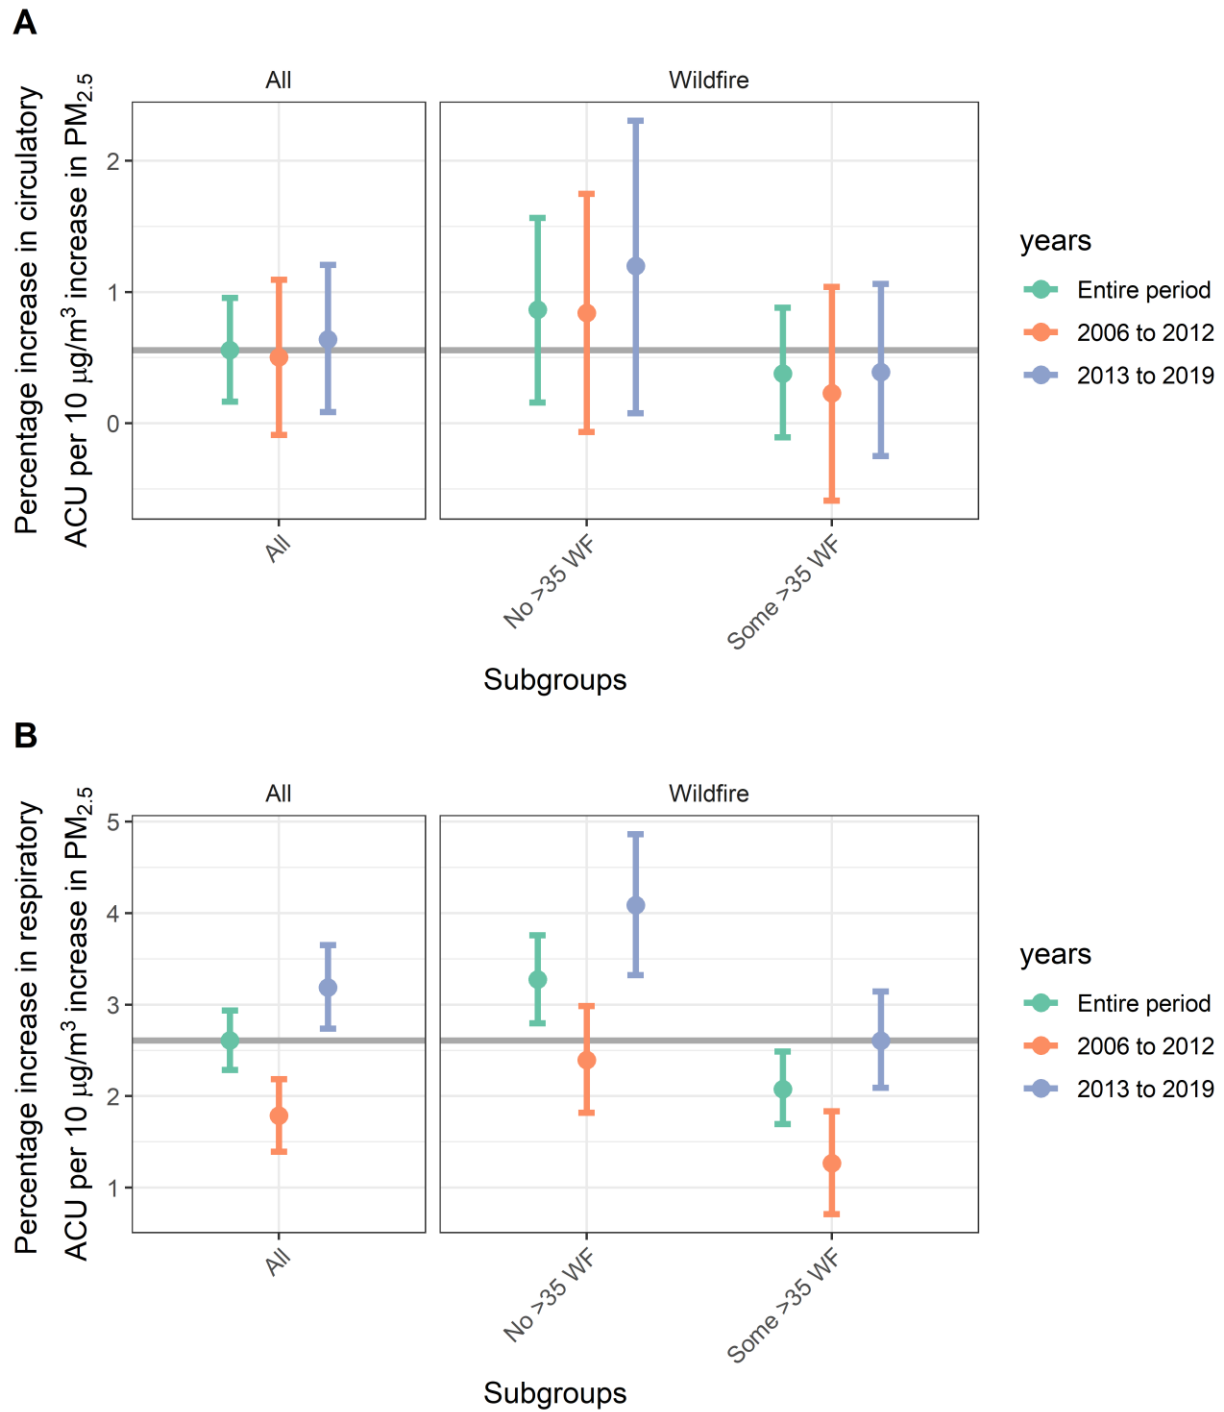 A
All
Wildfire
Percentage increase in circulatory
ACU per 10 μg/m³ increase in PM₂.₅
2
1
0
All
No >35 WF
Some >35 WF
Subgroups
years
Entire period
2006 to 2012
2013 to 2019
B
All
Wildfire
Percentage increase in respiratory
ACU per 10 μg/m³ increase in PM₂.₅
5
4
3
2
1
All
No >35 WF
Some >35 WF
Subgroups
years
Entire period
2006 to 2012
2013 to 2019